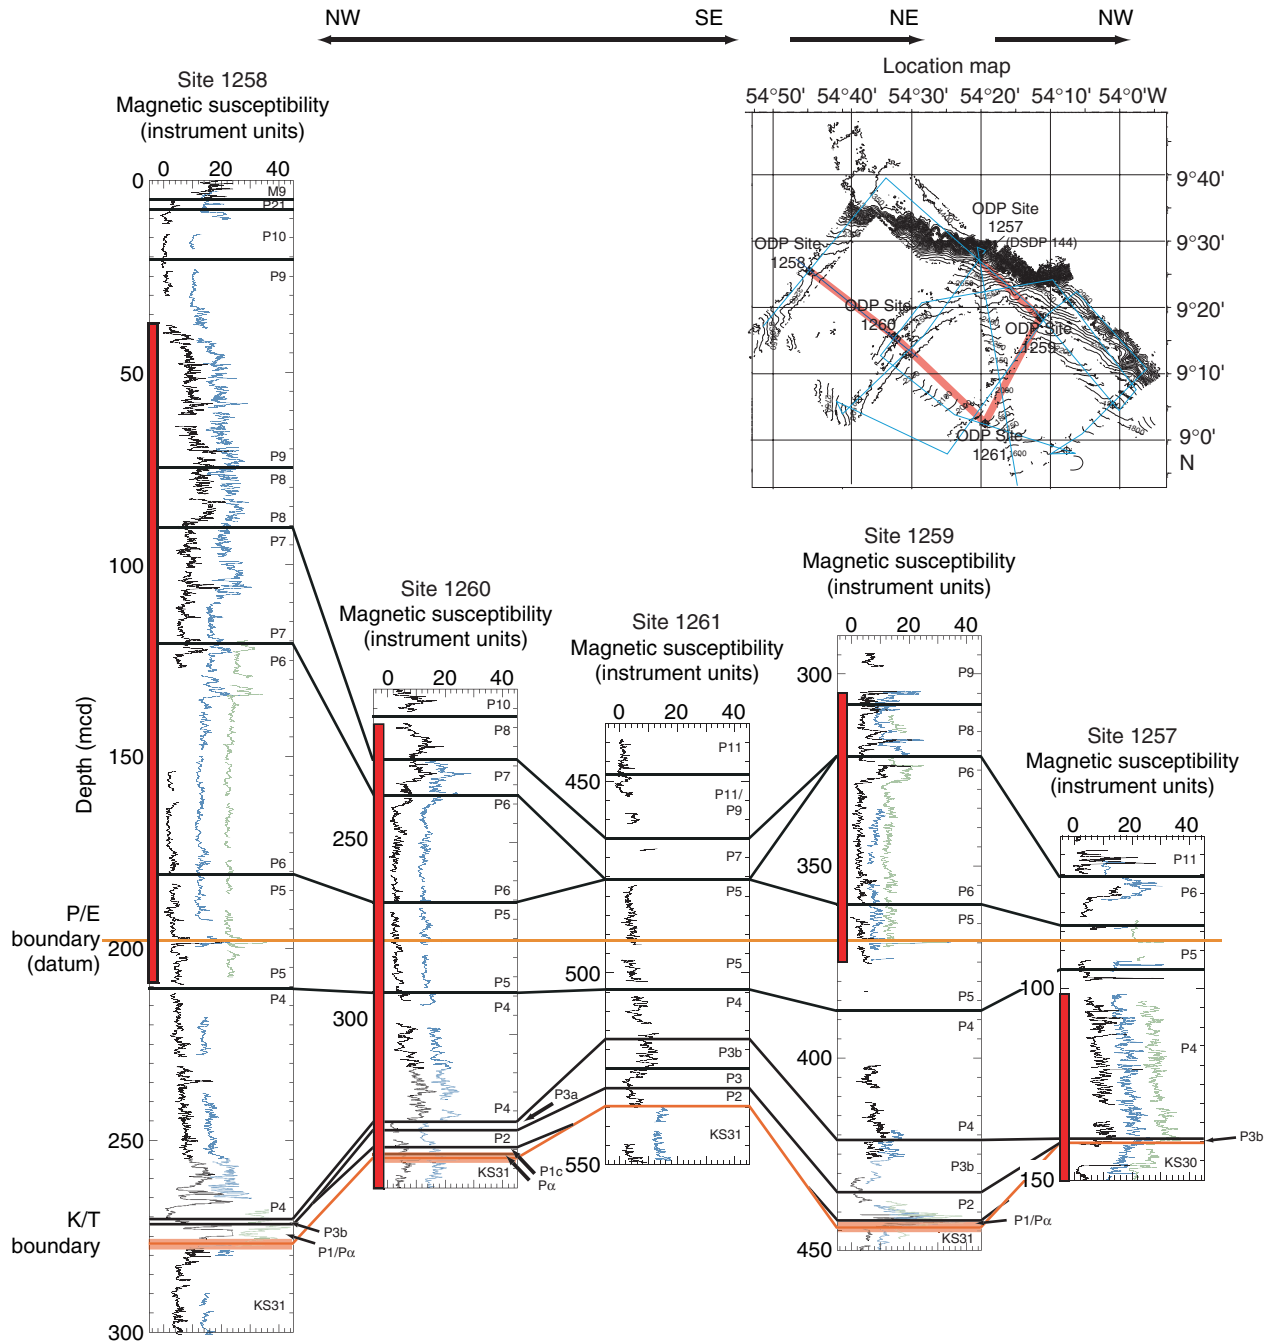 NW
SE
NE
NW
Site 1258
Magnetic susceptibility
(instrument units)
0 20 40
Location map
54°50' 54°40' 54°30' 54°20' 54°10' 54°0'W
9°40'
9°30'
9°20'
9°10'
9°0'
N
ODP Site
1257
(DSDP 144)
ODP Site
1258
ODP Site
1260
ODP Site
1259
ODP Site
1261
Depth (mcd)
0
50
100
150
200
250
300
M9
P21
P10
P9
P9
P8
P8
P7
P7
P6
P6
P5
P5
P4
P4
P3b
P1/Pα
KS31
P/E
boundary
(datum)
K/T
boundary
Site 1260
Magnetic susceptibility
(instrument units)
0 20 40
250
300
P10
P8
P7
P6
P6
P5
P5
P4
P4
P3a
P2
P1c
Pα
KS31
Site 1261
Magnetic susceptibility
(instrument units)
0 20 40
450
500
550
P11
P11/
P9
P7
P5
P5
P4
P3b
P3
P2
KS31
Site 1259
Magnetic susceptibility
(instrument units)
0 20 40
300
350
400
450
P9
P8
P6
P6
P5
P5
P4
P4
P3b
P2
P1/Pα
KS31
Site 1257
Magnetic susceptibility
(instrument units)
0 20 40
100
150
P11
P6
P5
P4
P3b
KS30